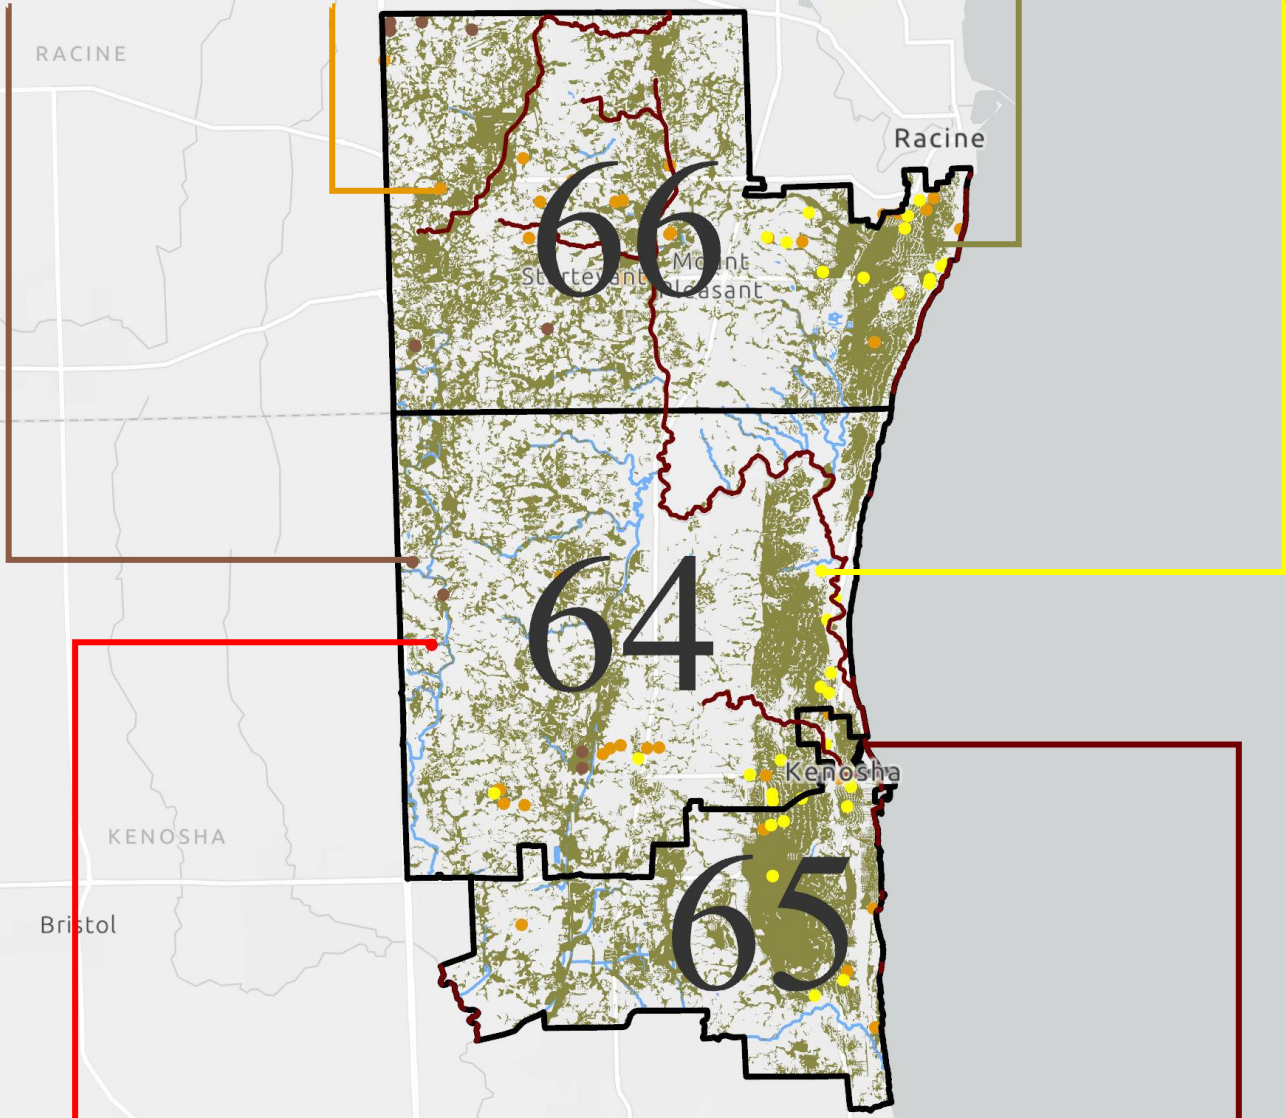 RACINE
Racine
66
Mount
Sturtevant
Pleasant
64
Kenosha
KENOSHA
65
Bristol